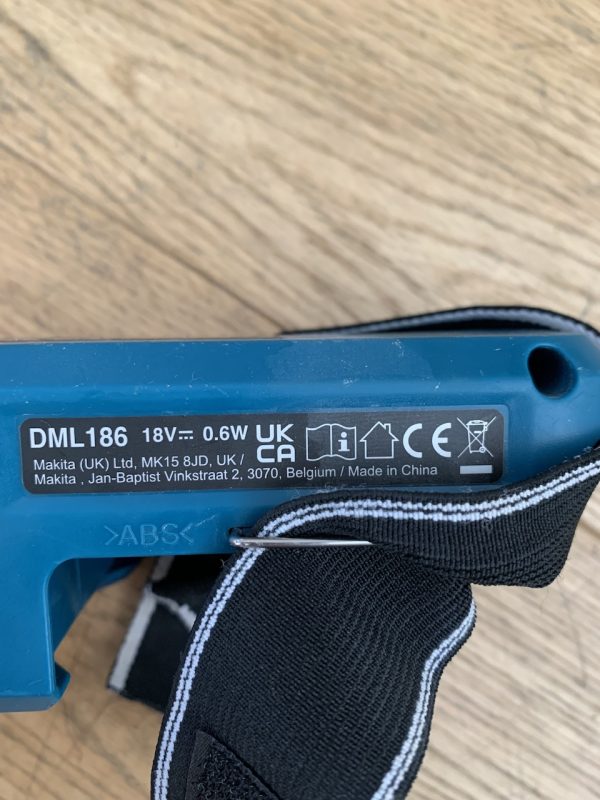 DML186 18V⎓ 0.6W UK CA i CE
Makita (UK) Ltd, MK15 8JD, UK /
Makita , Jan-Baptist Vinkstraat 2, 3070, Belgium / Made in China
>ABS<